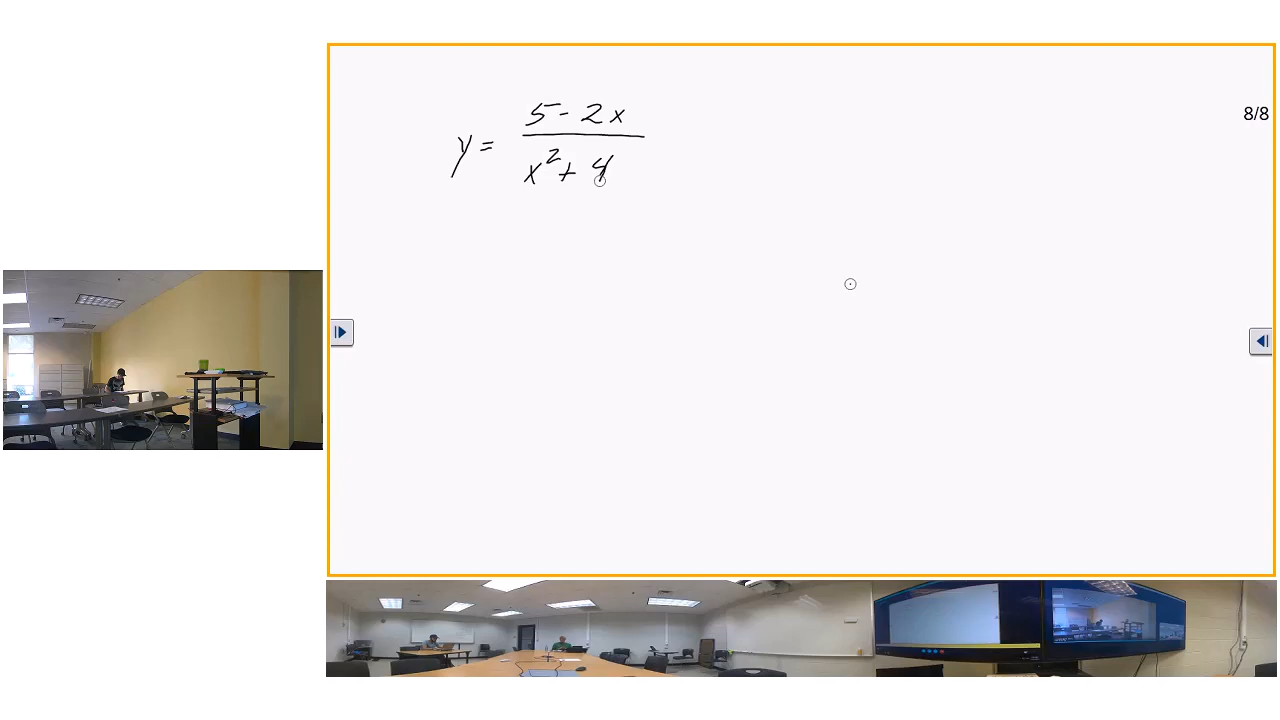 y = 5 - 2x / x² + 4
8/8